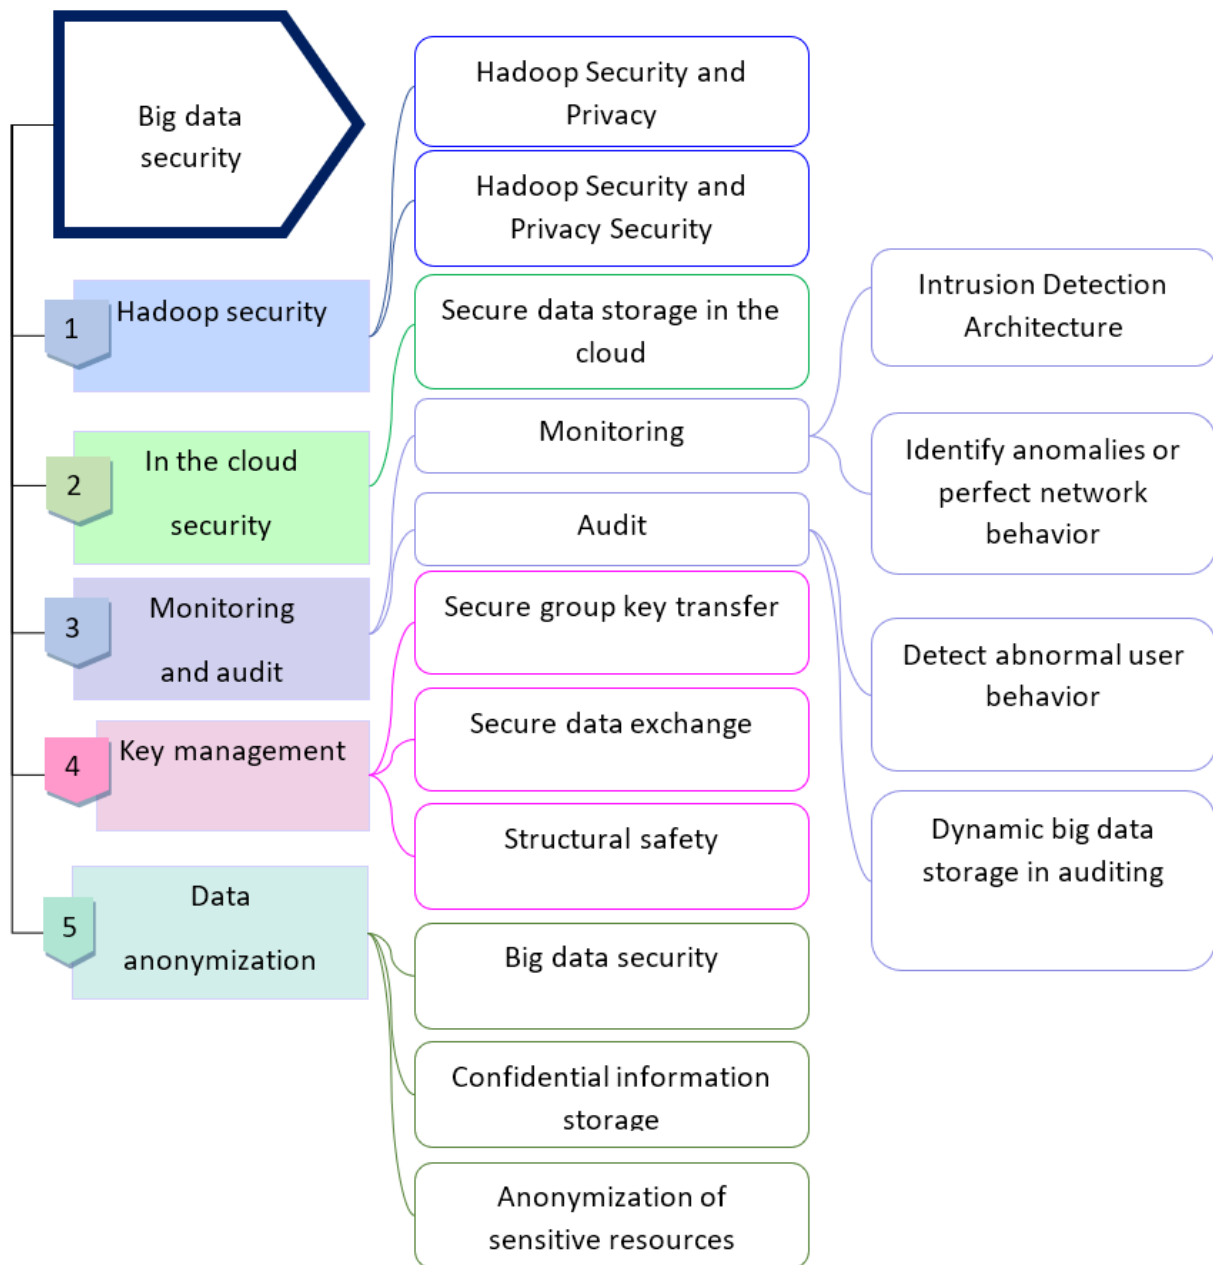 Big data
security
1
Hadoop security
2
In the cloud
security
3
Monitoring
and audit
4
Key management
5
Data
anonymization
Hadoop Security and
Privacy
Hadoop Security and
Privacy Security
Secure data storage in the
cloud
Monitoring
Audit
Secure group key transfer
Secure data exchange
Structural safety
Big data security
Confidential information
storage
Anonymization of
sensitive resources
Intrusion Detection
Architecture
Identify anomalies or
perfect network
behavior
Detect abnormal user
behavior
Dynamic big data
storage in auditing